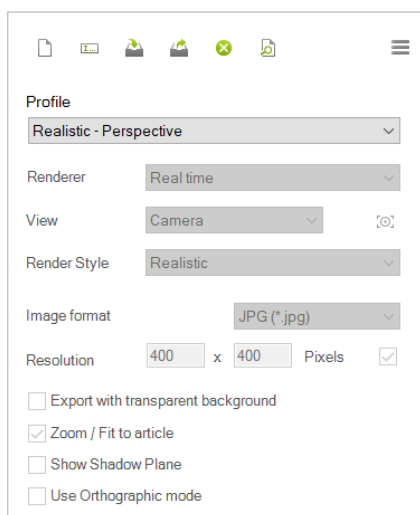 I...
Profile
Realistic - Perspective
Renderer Real time
View Camera
Render Style Realistic
Image format JPG (*.jpg)
Resolution 400 x 400 Pixels
Export with transparent background
Zoom / Fit to article
Show Shadow Plane
Use Orthographic mode